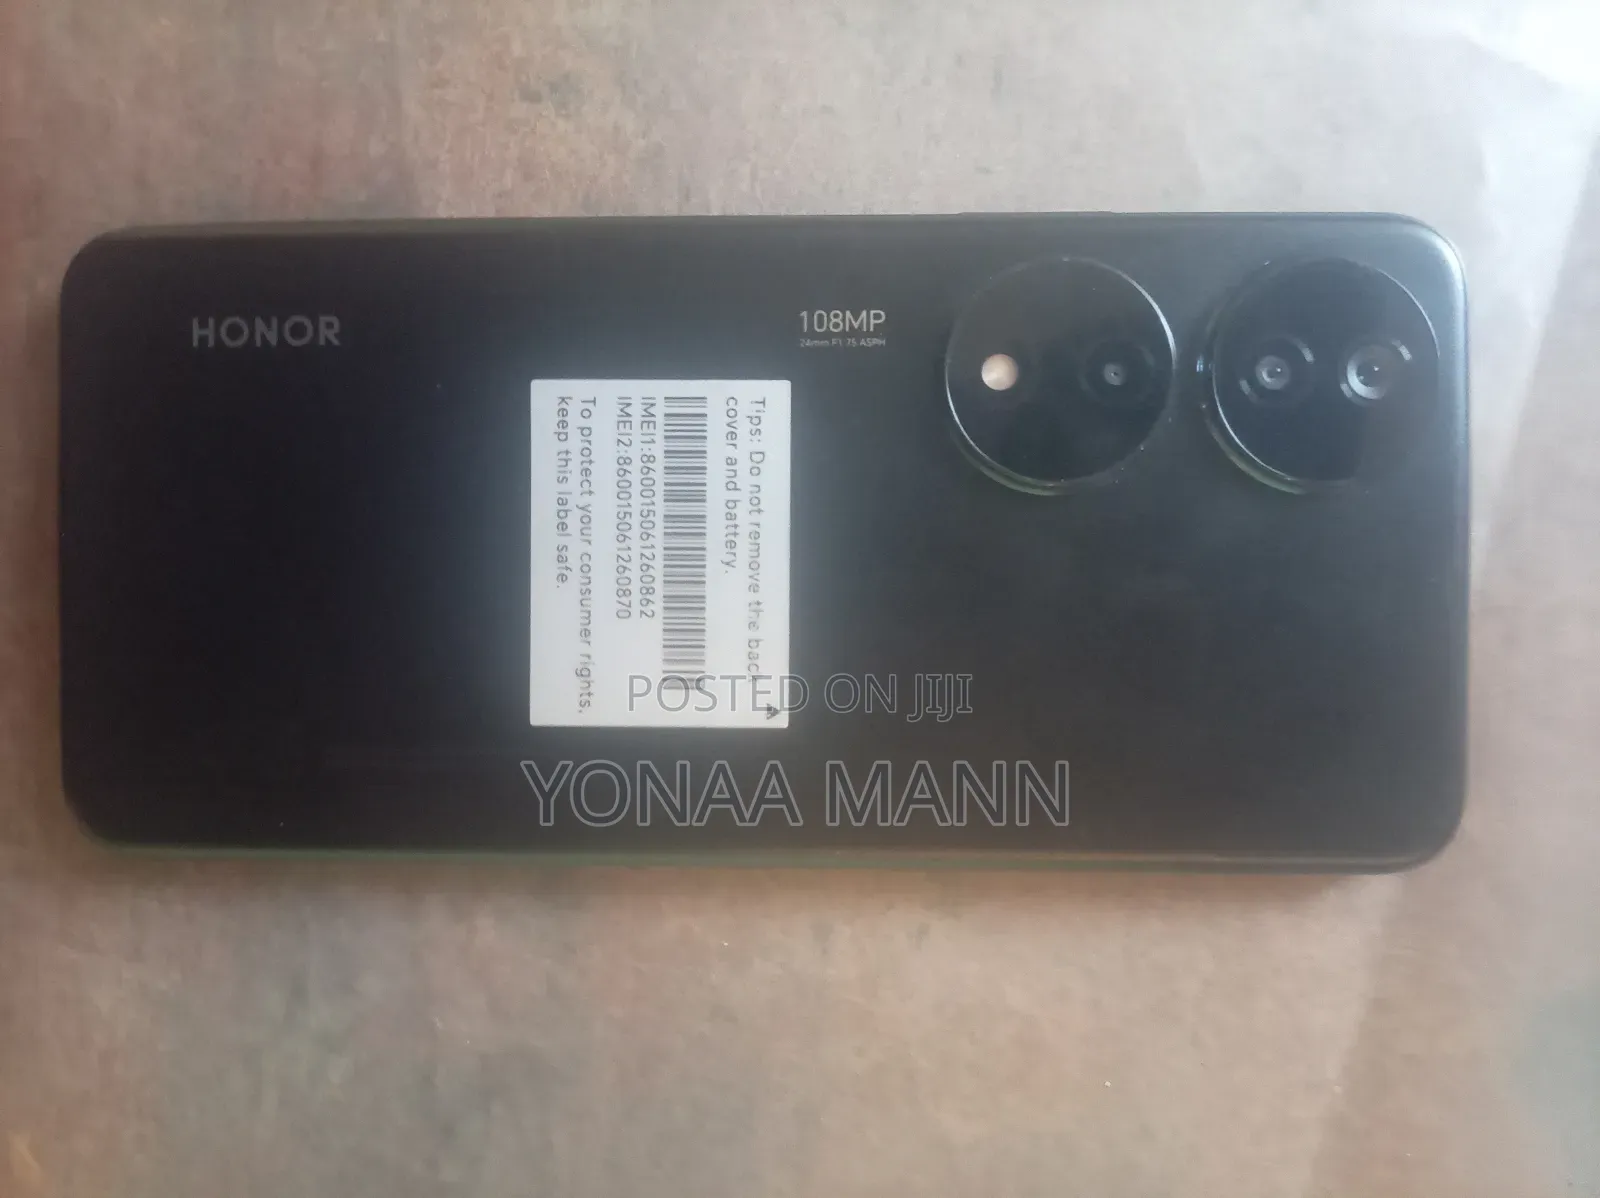 HONOR
108MP
24mm F1.75 ASPH
Tips: Do not remove the back
cover and battery.
IMEI1:860015061260862
IMEI2:860015061260870
To protect your consumer rights,
keep this label safe.
POSTED ON JIJI
YONAA MANN